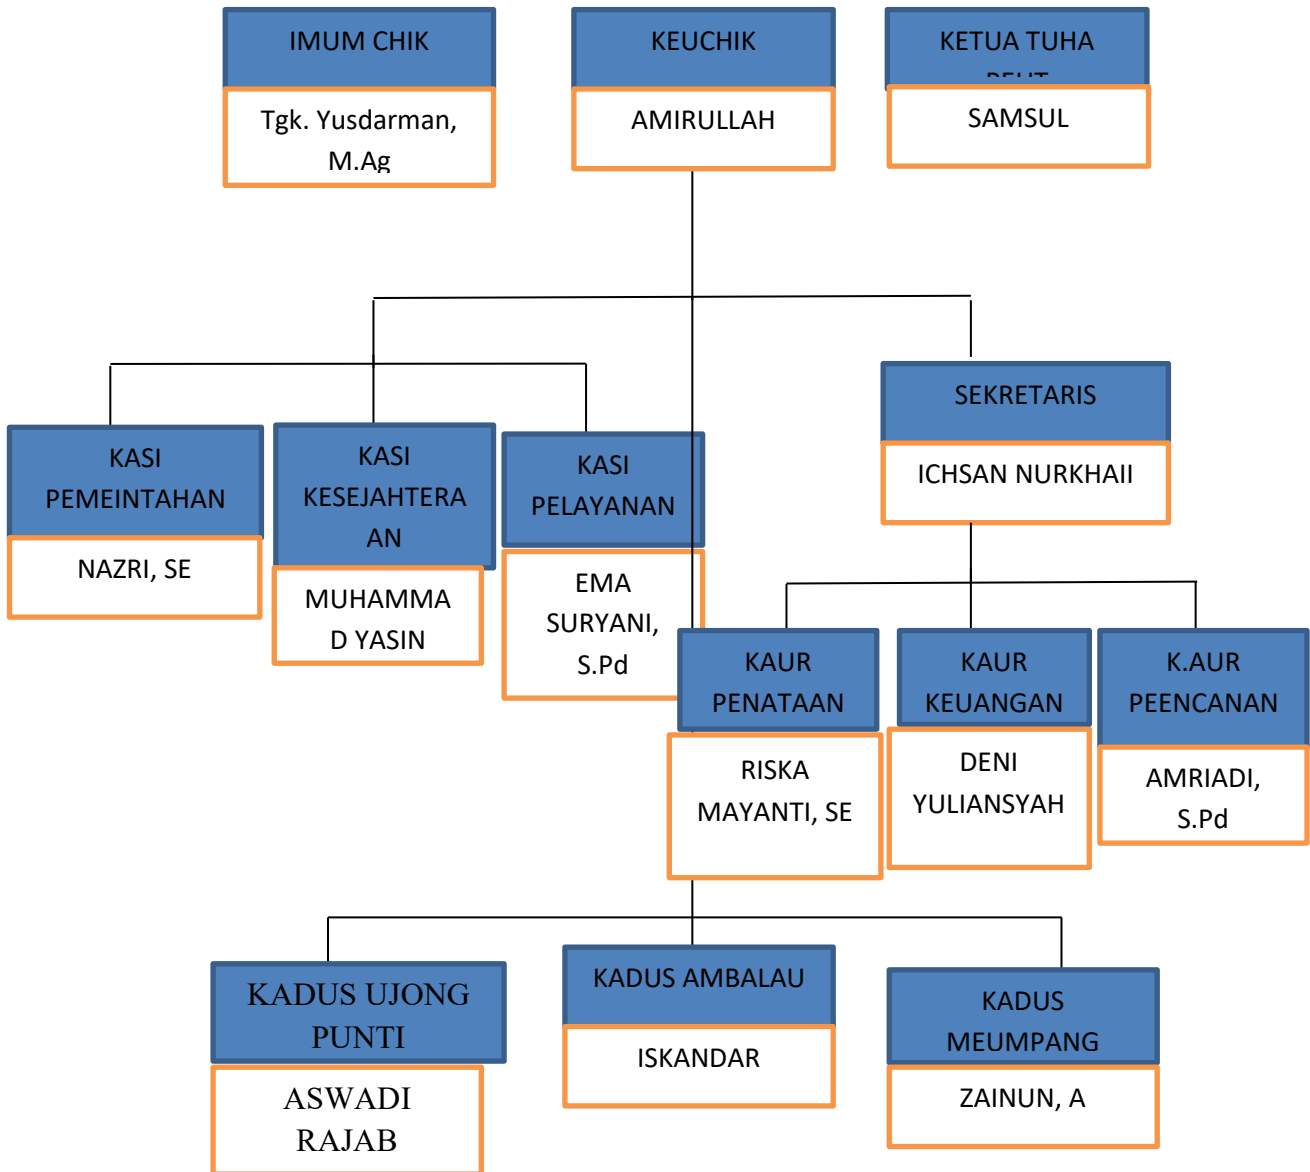 IMUM CHIK
Tgk. Yusdarman,
M.Ag
KEUCHIK
AMIRULLAH
KETUA TUHA
SAMSUL
KASI
PEMEINTAHAN
NAZRI, SE
KASI
KESEJAHTERA
AN
MUHAMMA
D YASIN
KASI
PELAYANAN
EMA
SURYANI,
S.Pd
SEKRETARIS
ICHSAN NURKHAII
KAUR
PENATAAN
RISKA
MAYANTI, SE
KAUR
KEUANGAN
DENI
YULIANSYAH
K.AUR
PEENCANAN
AMRIADI,
S.Pd
KADUS UJONG
PUNTI
ASWADI
RAJAB
KADUS AMBALAU
ISKANDAR
KADUS
MEUMPANG
ZAINUN, A